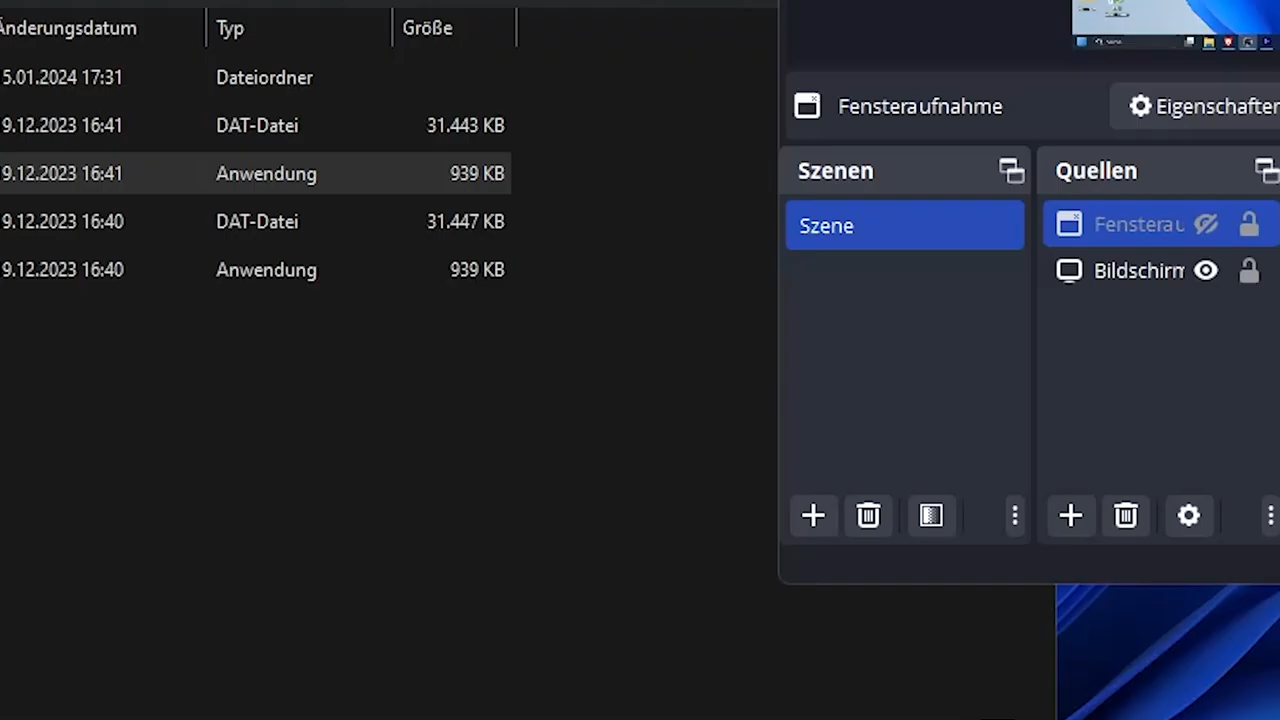 Änderungsdatum Typ Größe
5.01.2024 17:31 Dateiordner
9.12.2023 16:41 DAT-Datei 31.443 KB
9.12.2023 16:41 Anwendung 939 KB
9.12.2023 16:40 DAT-Datei 31.447 KB
9.12.2023 16:40 Anwendung 939 KB
Fensteraufnahme Eigenschaften
Szenen Quellen
Szene Fensterau
Bildschirm